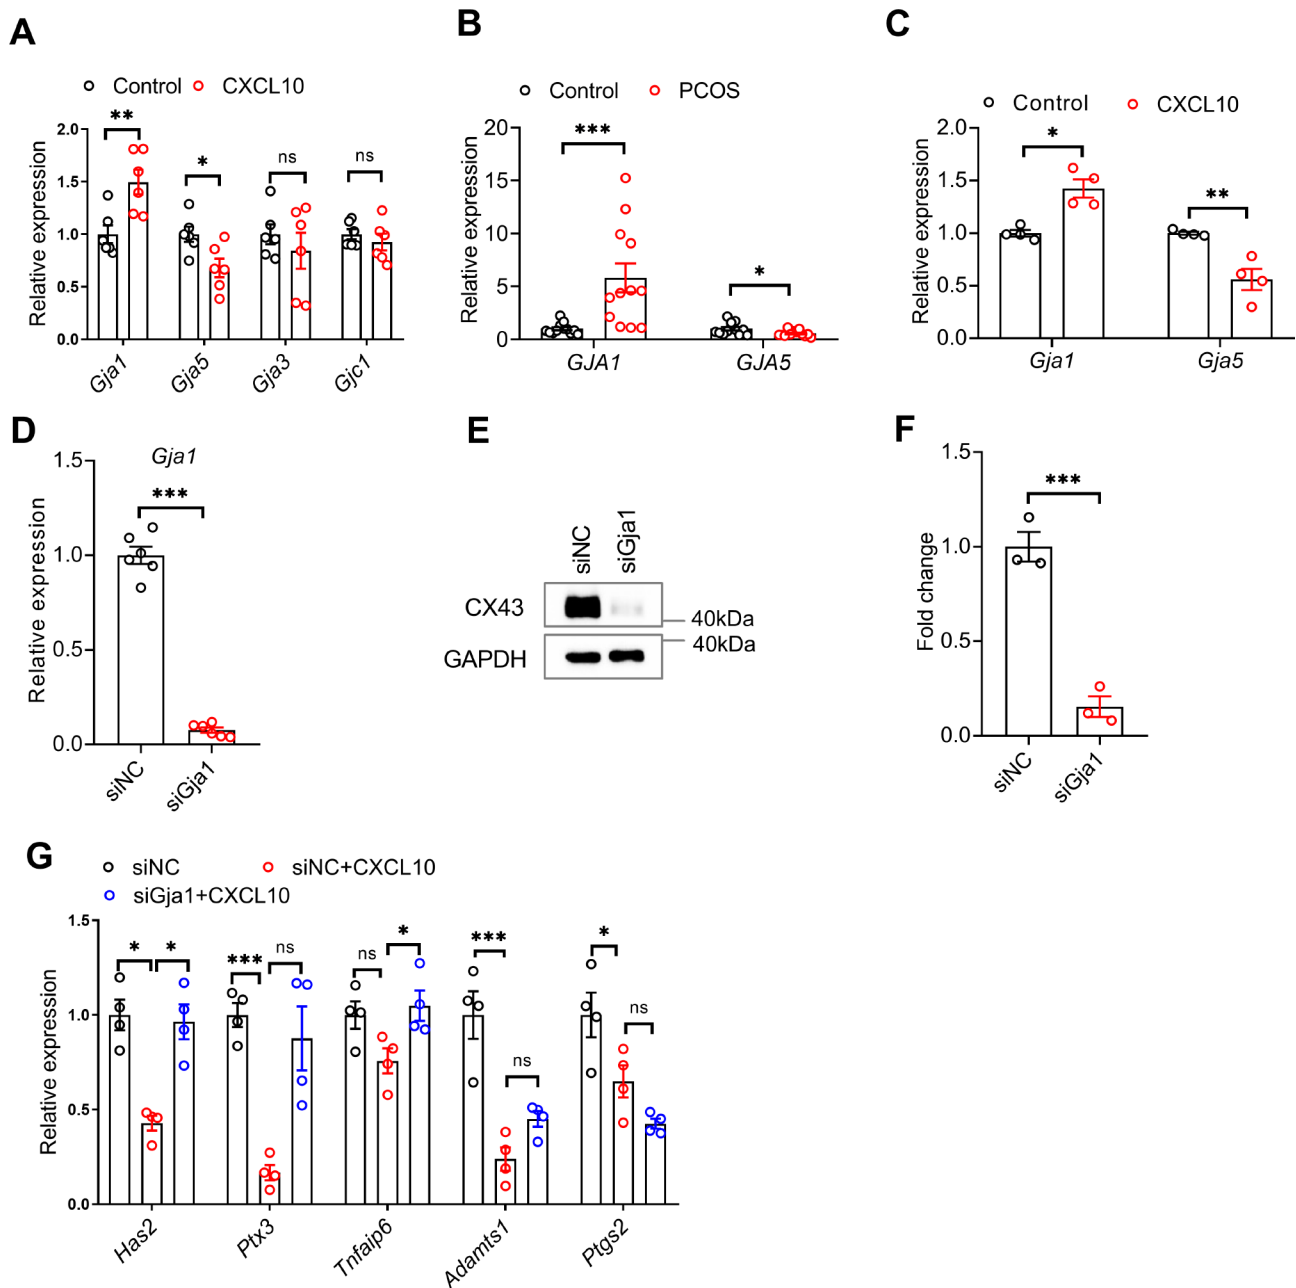 A
Control CXCL10
Relative expression
2.0
1.5
1.0
0.5
0.0
** * ns ns
Gja1 Gja5 Gja3 Gjc1
B
Control PCOS
Relative expression
20
15
10
5
0
*** *
GJA1 GJA5
C
Control CXCL10
Relative expression
2.0
1.5
1.0
0.5
0.0
* **
Gja1 Gja5
D
Gja1
Relative expression
1.5
1.0
0.5
0.0
***
siNC siGja1
E
siNC siGja1
CX43 40kDa
GAPDH 40kDa
F
Fold change
1.5
1.0
0.5
0.0
***
siNC siGja1
G
siNC siNC+CXCL10
siGja1+CXCL10
Relative expression
1.5
1.0
0.5
0.0
* * *** ns ns * *** ns * ns
Has2 Ptx3 Tnfaip6 Adamts1 Ptgs2